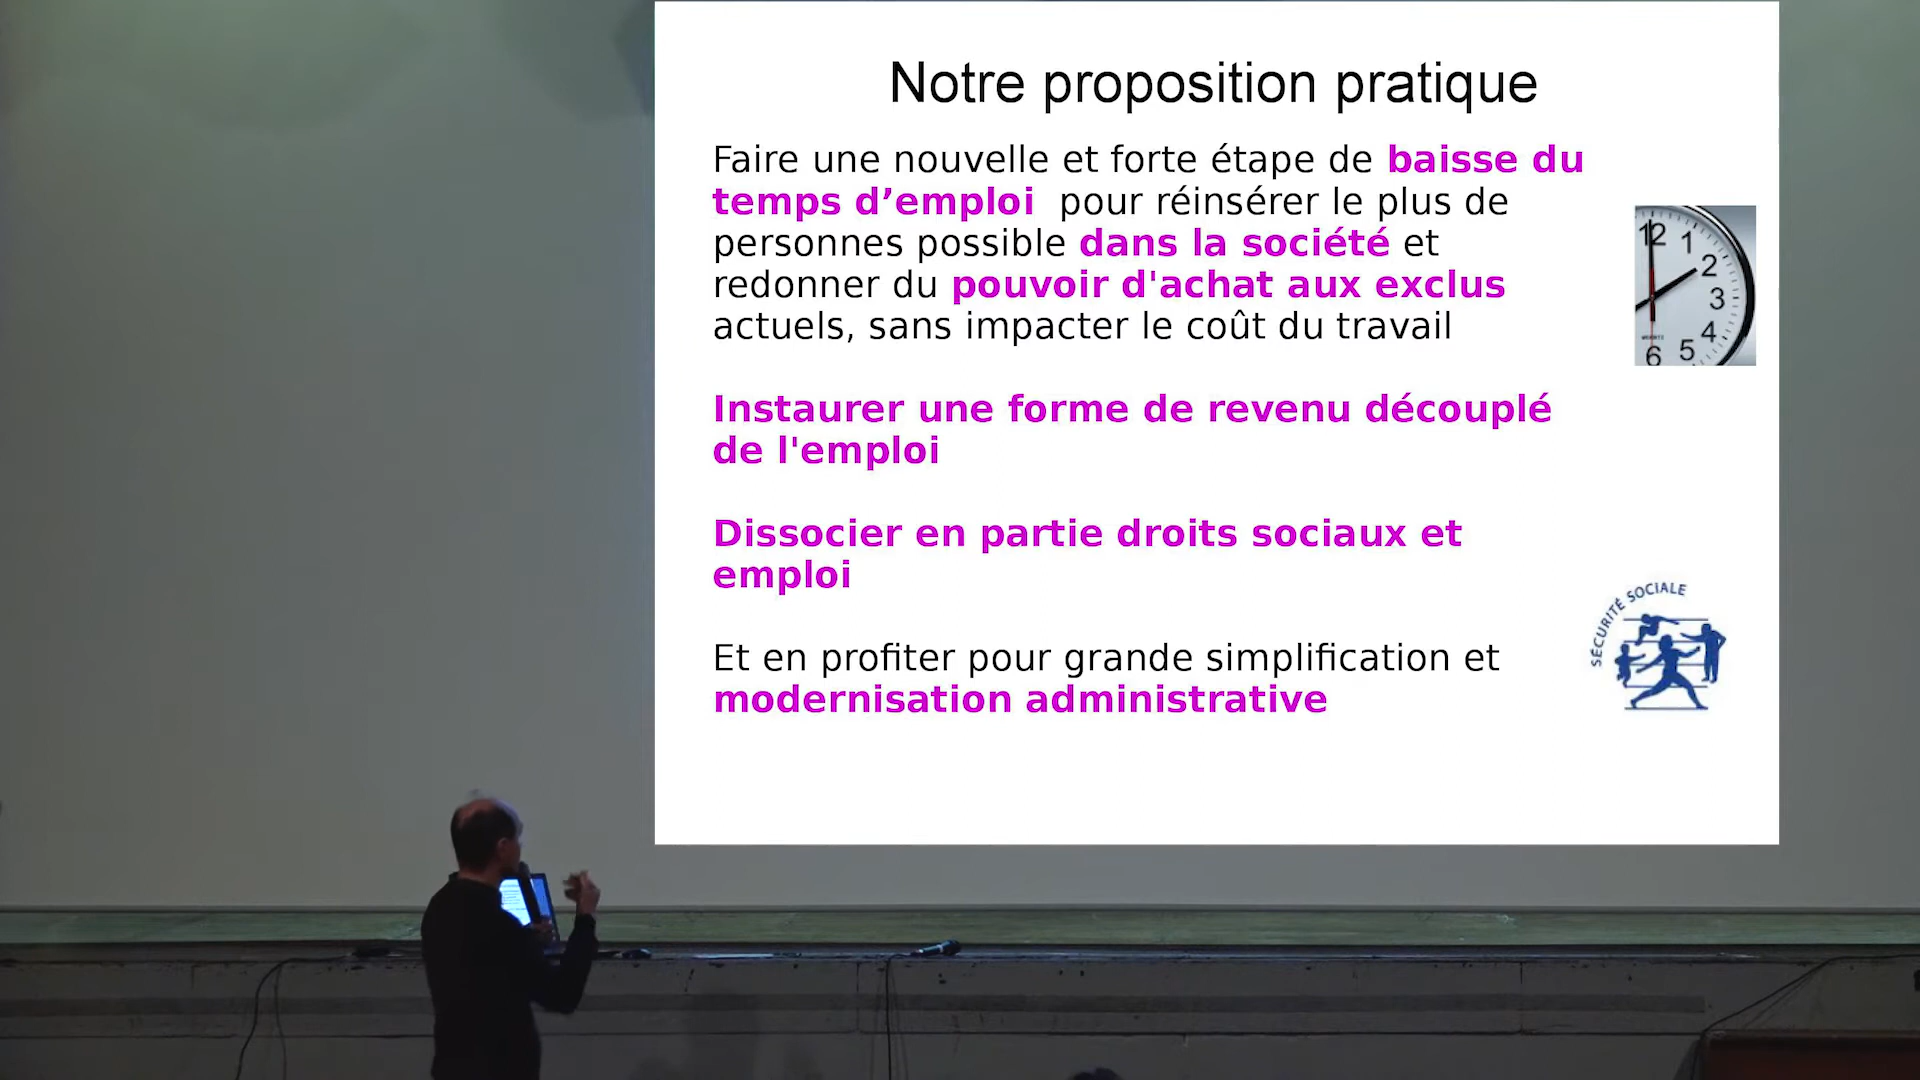 Notre proposition pratique
Faire une nouvelle et forte étape de baisse du
temps d’emploi pour réinsérer le plus de
personnes possible dans la société et
redonner du pouvoir d'achat aux exclus
actuels, sans impacter le coût du travail
12
1
2
3
4
5
6
Instaurer une forme de revenu découplé
de l'emploi
Dissocier en partie droits sociaux et
emploi
SÉCURITÉ SOCIALE
Et en profiter pour grande simplification et
modernisation administrative